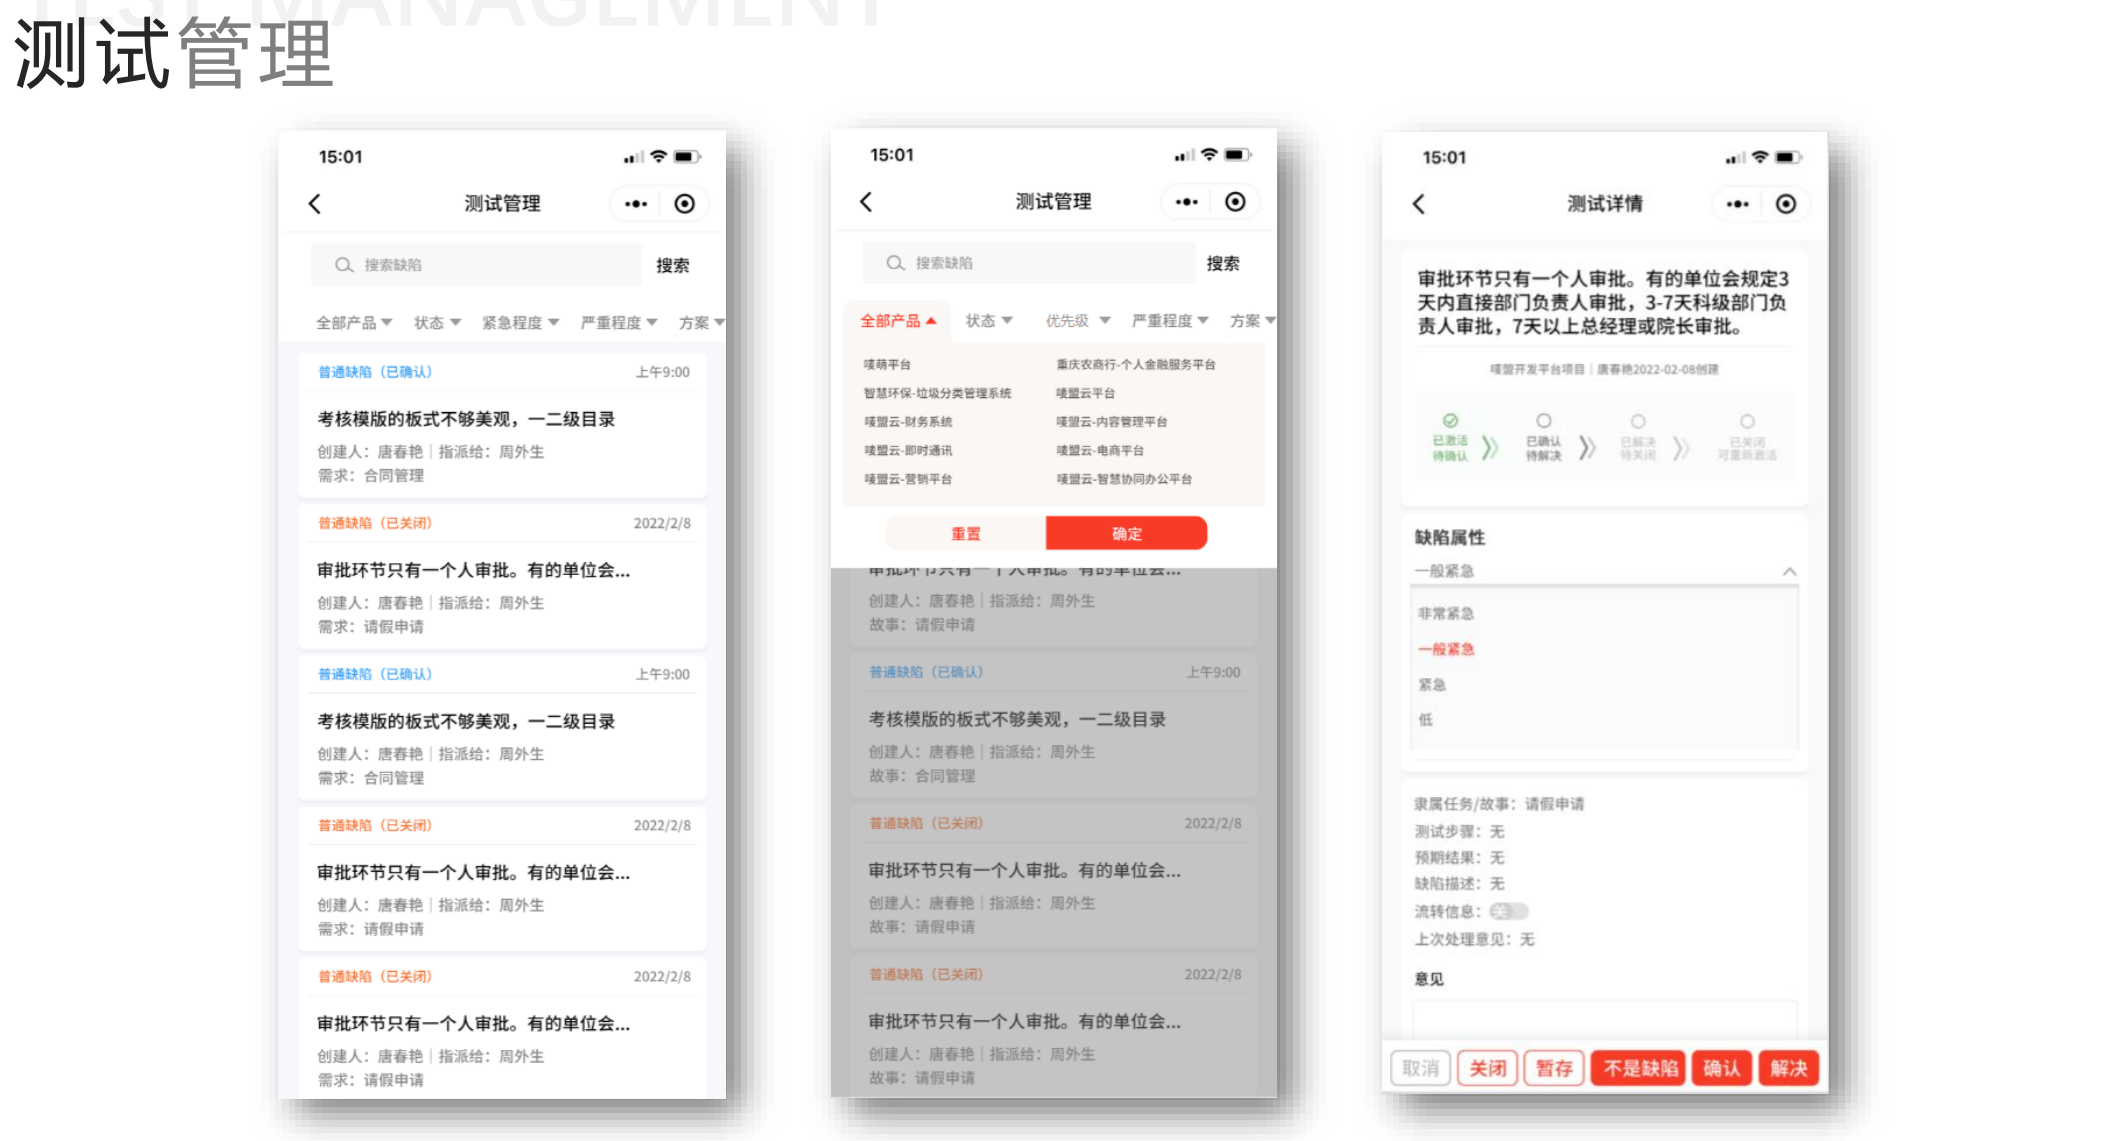 TEST MANAGEMENT
测试管理
15:01
测试管理
搜索缺陷
搜索
全部产品 状态 紧急程度 严重程度 方案
普通缺陷（已确认） 上午9:00
考核模版的板式不够美观，一二级目录
创建人：唐春艳｜指派给：周外生
需求：合同管理
普通缺陷（已关闭） 2022/2/8
审批环节只有一个人审批。有的单位会...
创建人：唐春艳｜指派给：周外生
需求：请假申请
普通缺陷（已确认） 上午9:00
考核模版的板式不够美观，一二级目录
创建人：唐春艳｜指派给：周外生
需求：合同管理
普通缺陷（已关闭） 2022/2/8
审批环节只有一个人审批。有的单位会...
创建人：唐春艳｜指派给：周外生
需求：请假申请
普通缺陷（已关闭） 2022/2/8
审批环节只有一个人审批。有的单位会...
创建人：唐春艳｜指派给：周外生
需求：请假申请
15:01
测试管理
搜索缺陷
搜索
全部产品 状态 优先级 严重程度 方案
唛萌平台 重庆农商行-个人金融服务平台
智慧环保-垃圾分类管理系统 唛盟云平台
唛盟云-财务系统 唛盟云-内容管理平台
唛盟云-即时通讯 唛盟云-电商平台
唛盟云-营销平台 唛盟云-智慧协同办公平台
重置 确定
审批环节只有一个人审批。有的单位会...
创建人：唐春艳｜指派给：周外生
故事：请假申请
普通缺陷（已确认） 上午9:00
考核模版的板式不够美观，一二级目录
创建人：唐春艳｜指派给：周外生
故事：合同管理
普通缺陷（已关闭） 2022/2/8
审批环节只有一个人审批。有的单位会...
创建人：唐春艳｜指派给：周外生
故事：请假申请
普通缺陷（已关闭） 2022/2/8
审批环节只有一个人审批。有的单位会...
创建人：唐春艳｜指派给：周外生
故事：请假申请
15:01
测试详情
审批环节只有一个人审批。有的单位会规定3
天内直接部门负责人审批，3-7天科级部门负
责人审批，7天以上总经理或院长审批。
唛盟开发平台项目｜唐春艳2022-02-08创建
已激活 已确认 已解决 已关闭
待确认 待解决 待关闭 可重新激活
缺陷属性
一般紧急
非常紧急
一般紧急
紧急
低
隶属任务/故事：请假申请
测试步骤：无
预期结果：无
缺陷描述：无
流转信息：关
上次处理意见：无
意见
取消 关闭 暂存 不是缺陷 确认 解决